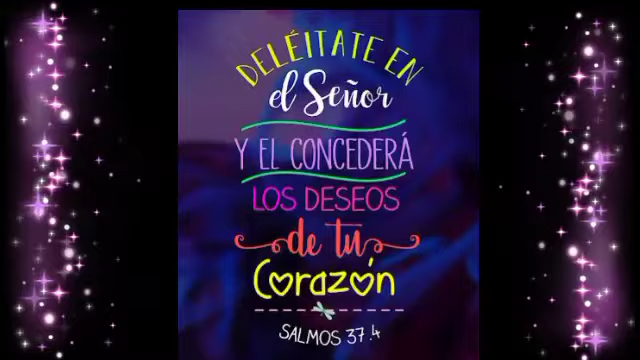 DELÉITATE EN
el Señor
Y EL CONCEDERÁ
LOS DESEOS
de tu
Corazón
SALMOS 37.4